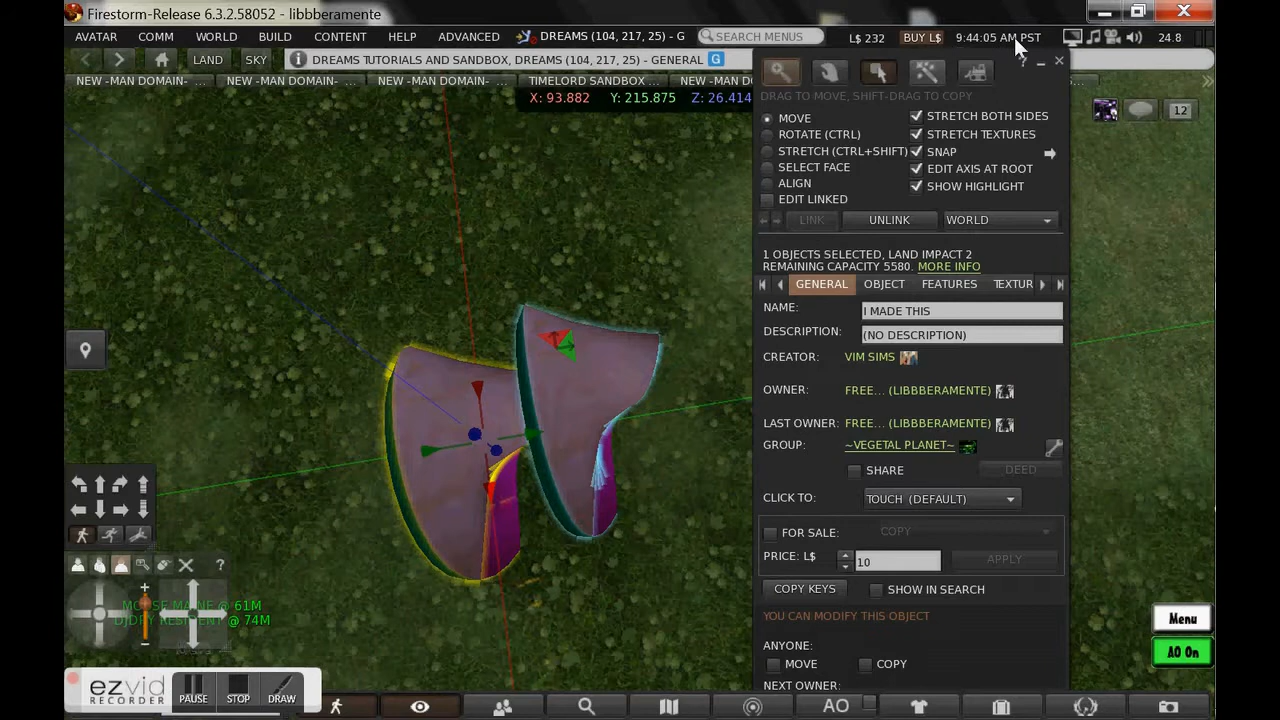 Firestorm-Release 6.3.2.58052 - libbberamente
AVATAR COMM WORLD BUILD CONTENT HELP ADVANCED DREAMS (104, 217, 25) - G SEARCH MENUS L$ 232 BUY L$ 9:44:05 AM PST 24.8
LAND SKY DREAMS TUTORIALS AND SANDBOX, DREAMS (104, 217, 25) - GENERAL G ?
NEW -MAN DOMAIN-... NEW -MAN DOMAIN-... NEW -MAN DOMAIN-... TIMELORD SANDBOX... NEW -MAN DO
X: 93.882 Y: 215.875 Z: 26.414
DRAG TO MOVE, SHIFT-DRAG TO COPY
12
MOVE
ROTATE (CTRL)
STRETCH (CTRL+SHIFT)
SELECT FACE
ALIGN
EDIT LINKED
STRETCH BOTH SIDES
STRETCH TEXTURES
SNAP
EDIT AXIS AT ROOT
SHOW HIGHLIGHT
LINK UNLINK WORLD
1 OBJECTS SELECTED, LAND IMPACT 2
REMAINING CAPACITY 5580. MORE INFO
GENERAL OBJECT FEATURES TEXTUR
NAME: I MADE THIS
DESCRIPTION: (NO DESCRIPTION)
CREATOR: VIM SIMS
OWNER: FREE... (LIBBBERAMENTE)
LAST OWNER: FREE... (LIBBBERAMENTE)
GROUP: ~VEGETAL PLANET~
SHARE DEED
CLICK TO: TOUCH (DEFAULT)
FOR SALE: COPY
PRICE: L$ 10 APPLY
COPY KEYS SHOW IN SEARCH
YOU CAN MODIFY THIS OBJECT
ANYONE:
MOVE COPY
NEXT OWNER:
?
@ 61M
@ 74M
Menu
AO On
ezvid
RECORDER
PAUSE STOP DRAW
AO